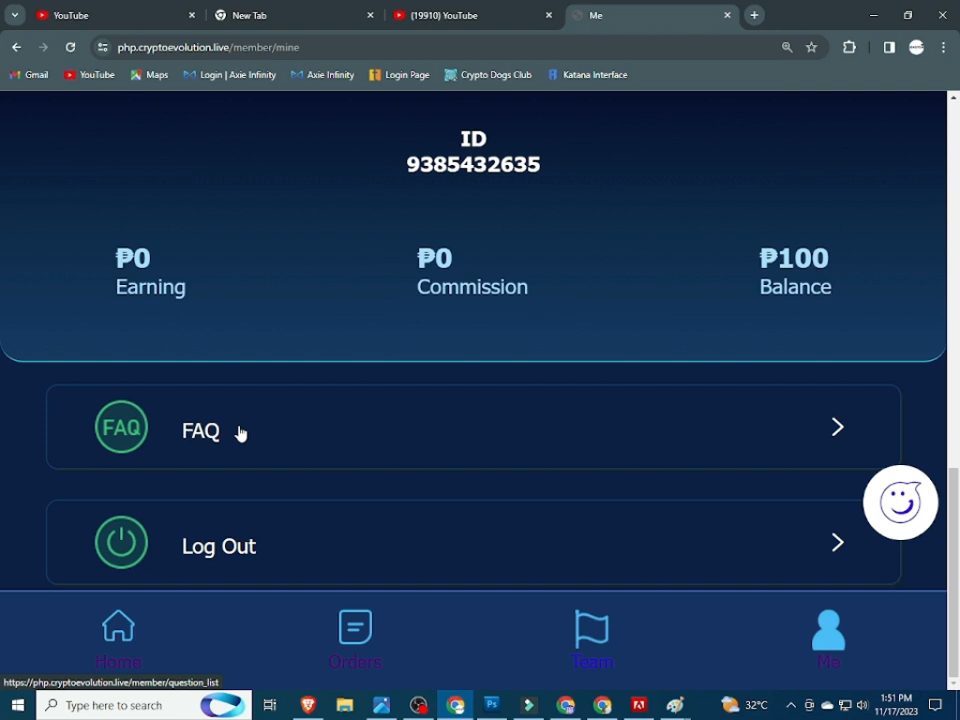 YouTube
New Tab
(19910) YouTube
Me
php.cryptoevolution.live/member/mine
Gmail
YouTube
Maps
Login | Axie Infinity
Axie Infinity
Login Page
Crypto Dogs Club
Katana Interface
ID
9385432635
₱0
₱0
₱100
Earning
Commission
Balance
FAQ
FAQ
Log Out
Home
Orders
Team
Me
https://php.cryptoevolution.live/member/question_list
Type here to search
Ps
32°C
1:51 PM
11/17/2023